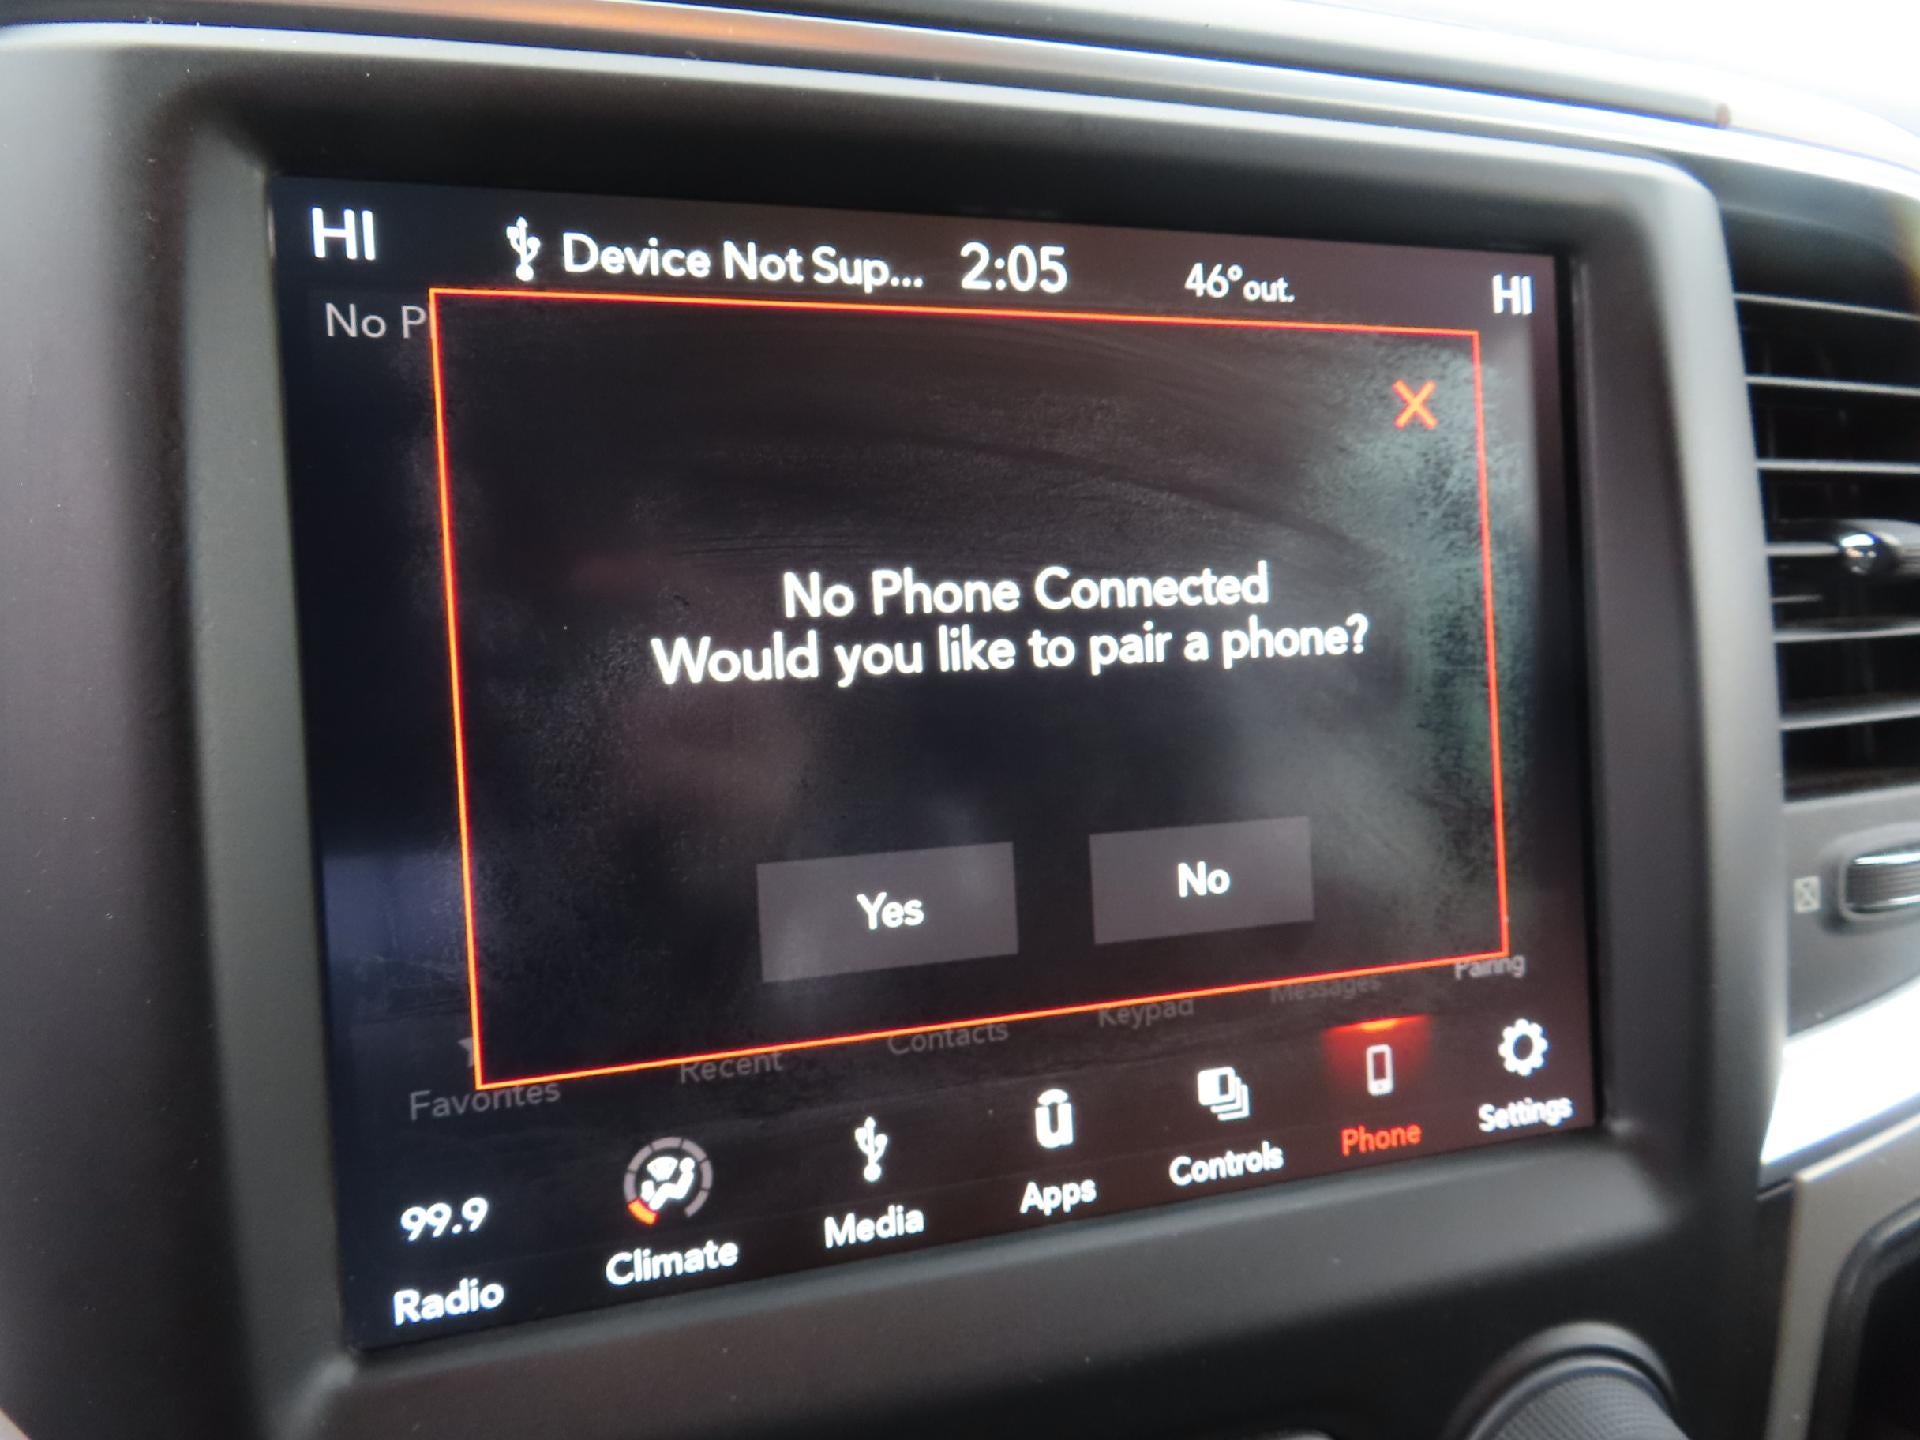 HI
Device Not Sup...
2:05
46° out.
HI
No P
No Phone Connected
Would you like to pair a phone?
Yes
No
Favorites
Recent
Contacts
Keypad
Messages
Pairing
99.9
Radio
Climate
Media
Apps
Controls
Phone
Settings